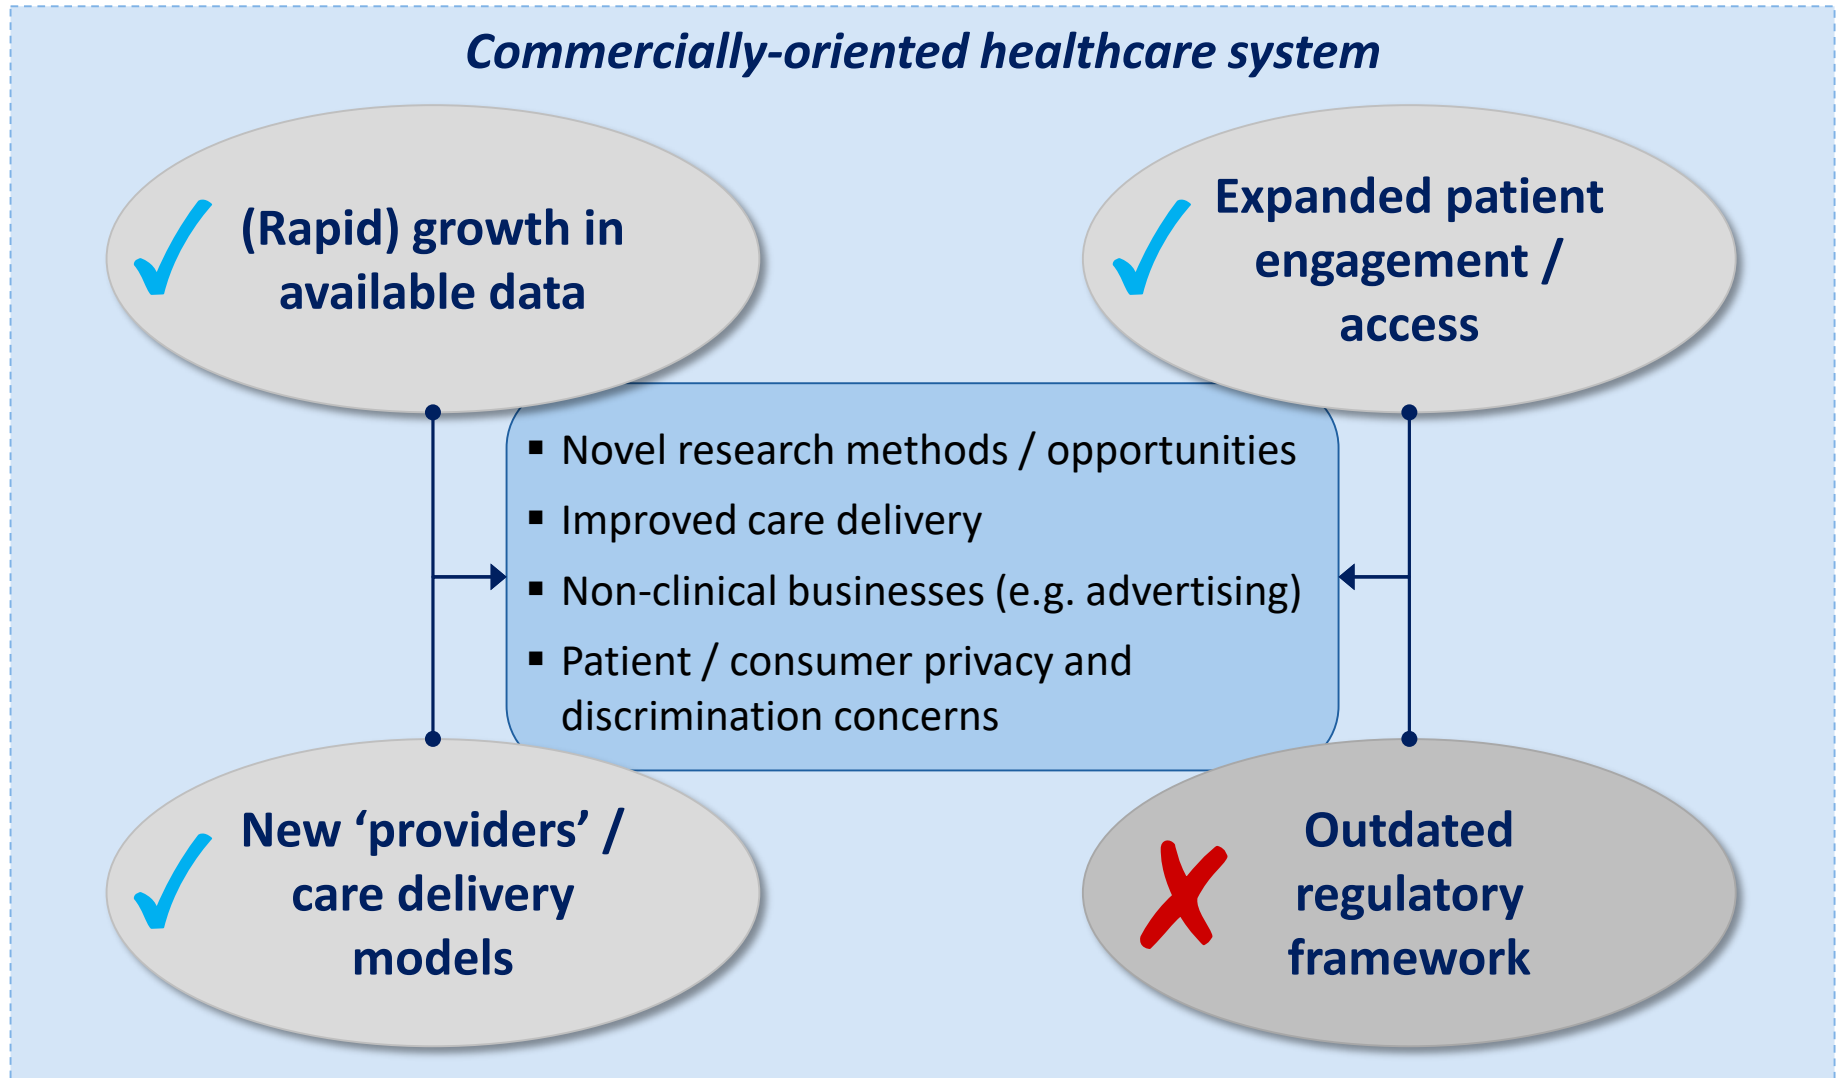 Commercially-oriented healthcare system
(Rapid) growth in
available data
Expanded patient
engagement /
access
▪ Novel research methods / opportunities
▪ Improved care delivery
▪ Non-clinical businesses (e.g. advertising)
▪ Patient / consumer privacy and
discrimination concerns
New ‘providers’ /
care delivery
models
Outdated
regulatory
framework